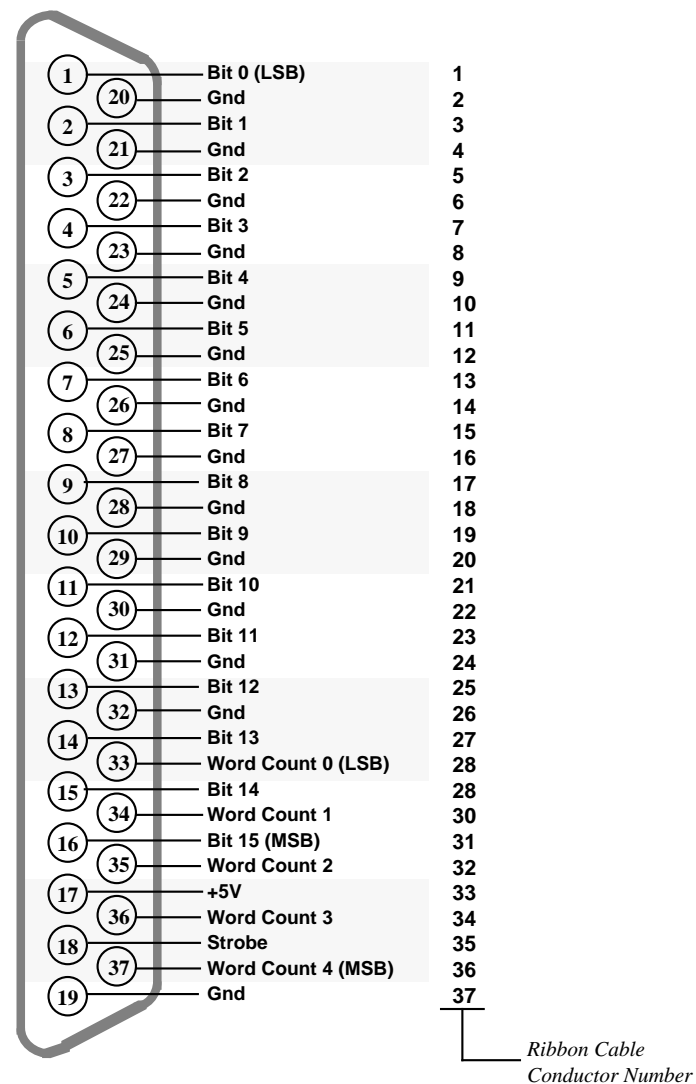 1 Bit 0 (LSB) 1
20 Gnd 2
2 Bit 1 3
21 Gnd 4
3 Bit 2 5
22 Gnd 6
4 Bit 3 7
23 Gnd 8
5 Bit 4 9
24 Gnd 10
6 Bit 5 11
25 Gnd 12
7 Bit 6 13
26 Gnd 14
8 Bit 7 15
27 Gnd 16
9 Bit 8 17
28 Gnd 18
10 Bit 9 19
29 Gnd 20
11 Bit 10 21
30 Gnd 22
12 Bit 11 23
31 Gnd 24
13 Bit 12 25
32 Gnd 26
14 Bit 13 27
33 Word Count 0 (LSB) 28
15 Bit 14 28
34 Word Count 1 30
16 Bit 15 (MSB) 31
35 Word Count 2 32
17 +5V 33
36 Word Count 3 34
18 Strobe 35
37 Word Count 4 (MSB) 36
19 Gnd 37
Ribbon Cable
Conductor Number